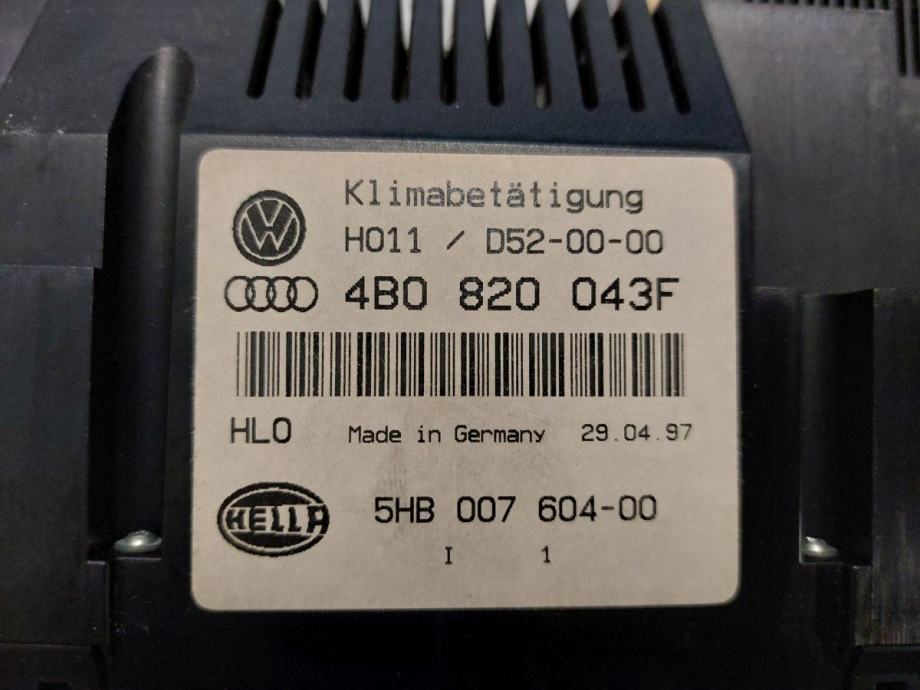 Klimabetätigung
H011 / D52-00-00
4B0 820 043F
HL0
Made in Germany 29.04.97
HELLA
5HB 007 604-00
I 1